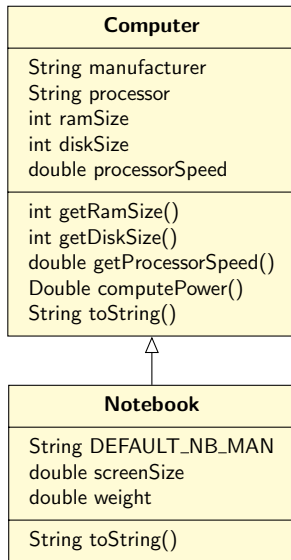 Computer
String manufacturer
String processor
int ramSize
int diskSize
double processorSpeed
int getRamSize()
int getDiskSize()
double getProcessorSpeed()
Double computePower()
String toString()
Notebook
String DEFAULT_NB_MAN
double screenSize
double weight
String toString()